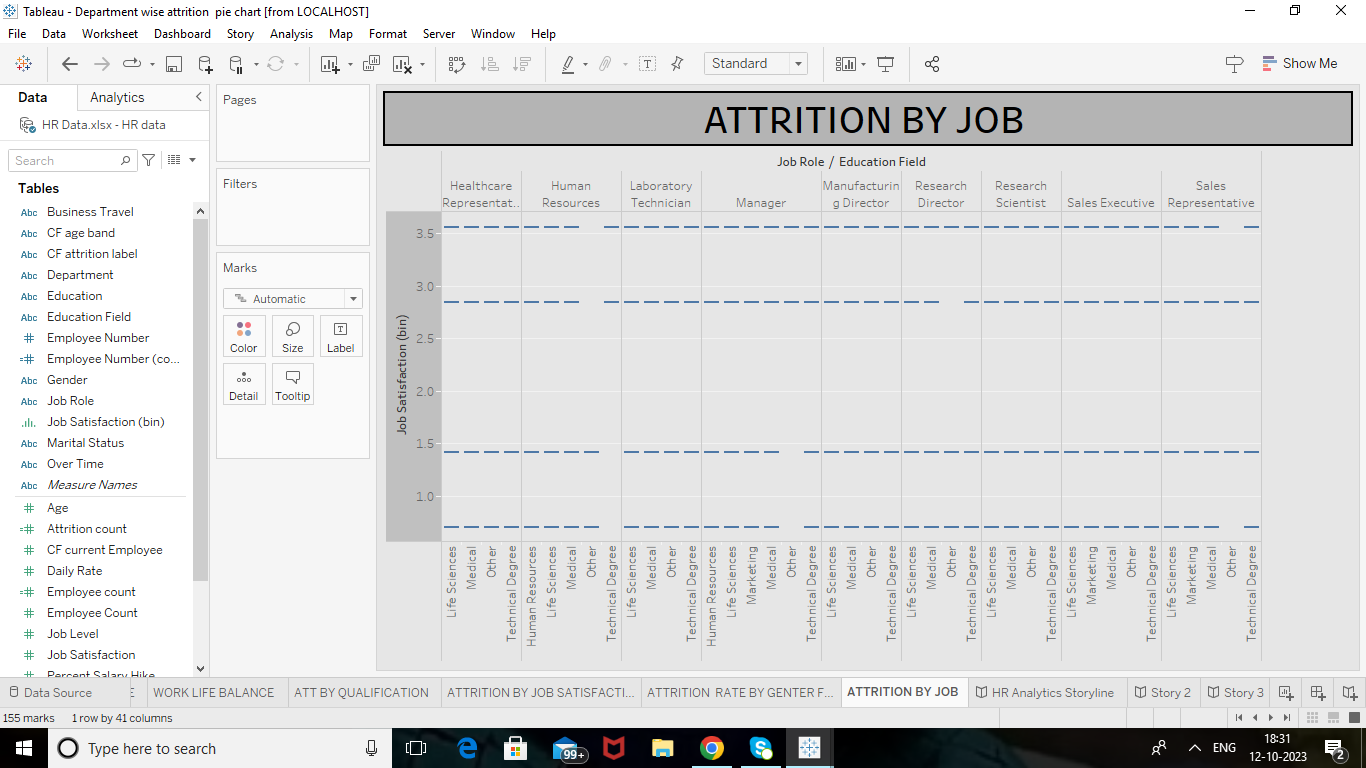 Tableau - Department wise attrition  pie chart [from LOCALHOST]
File Data Worksheet Dashboard Story Analysis Map Format Server Window Help
Standard
Show Me
Data Analytics
HR Data.xlsx - HR data
Search
Tables
Abc Business Travel
Abc CF age band
Abc CF attrition label
Abc Department
Abc Education
Abc Education Field
# Employee Number
=# Employee Number (co...
Abc Gender
Abc Job Role
Job Satisfaction (bin)
Abc Marital Status
Abc Over Time
Abc Measure Names
# Age
=# Attrition count
# CF current Employee
# Daily Rate
=# Employee count
# Employee Count
# Job Level
# Job Satisfaction
Percent Salary Hike
Pages
Filters
Marks
Automatic
Color Size Label
Detail Tooltip
ATTRITION BY JOB
Job Role / Education Field
Healthcare Representat..
Human Resources
Laboratory Technician
Manager
Manufacturin g Director
Research Director
Research Scientist
Sales Executive
Sales Representative
Job Satisfaction (bin)
3.5
3.0
2.5
2.0
1.5
1.0
Life Sciences
Medical
Other
Technical Degree
Human Resources
Life Sciences
Medical
Other
Technical Degree
Life Sciences
Medical
Other
Technical Degree
Human Resources
Life Sciences
Marketing
Medical
Other
Technical Degree
Life Sciences
Medical
Other
Technical Degree
Life Sciences
Medical
Other
Technical Degree
Life Sciences
Medical
Other
Technical Degree
Life Sciences
Marketing
Medical
Other
Technical Degree
Life Sciences
Marketing
Medical
Other
Technical Degree
Data Source WORK LIFE BALANCE ATT BY QUALIFICATION ATTRITION BY JOB SATISFACTI... ATTRITION  RATE BY GENTER F... ATTRITION BY JOB HR Analytics Storyline Story 2 Story 3
155 marks 1 row by 41 columns
Type here to search
99+
ENG
18:31
12-10-2023
2